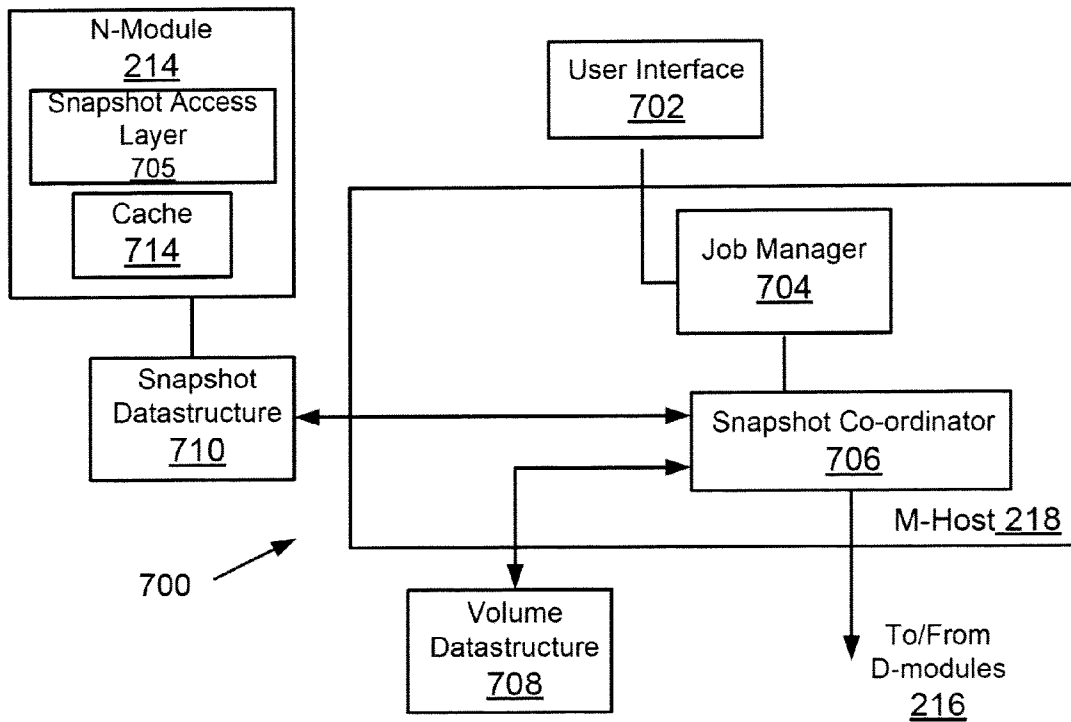 N-Module
214
Snapshot Access
Layer
705
Cache
714
User Interface
702
Job Manager
704
Snapshot
Datastructure
710
Snapshot Co-ordinator
706
M-Host 218
700
Volume
Datastructure
708
To/From
D-modules
216